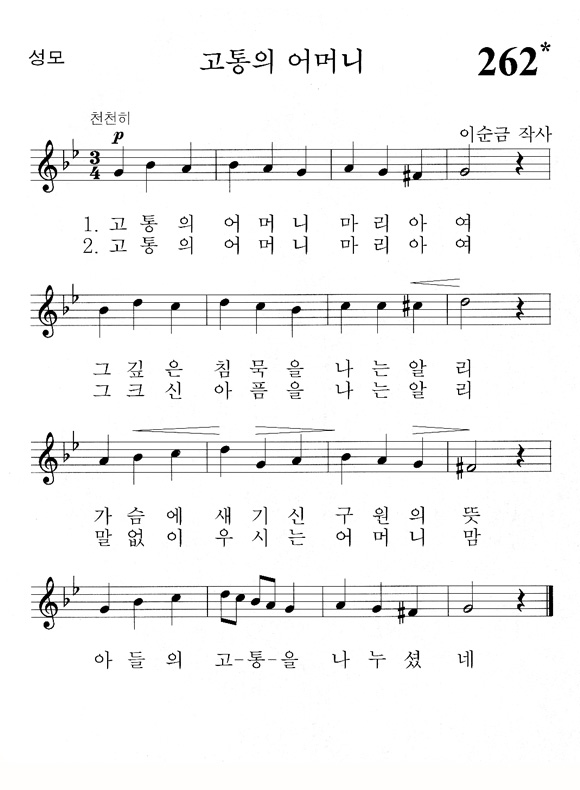 성모 고통의 어머니 262*
천천히
p 이순금 작사
3
4
1. 고 통 의 어 머 니 마 리 아 여
2. 고 통 의 어 머 니 마 리 아 여
그 깊 은 침 묵 을 나 는 알 리
그 크 신 아 픔 을 나 는 알 리
가 슴 에 새 기 신 구 원 의 뜻
말 없 이 우 시 는 어 머 니 맘
아 들 의 고-통-을 나 누 셨 네